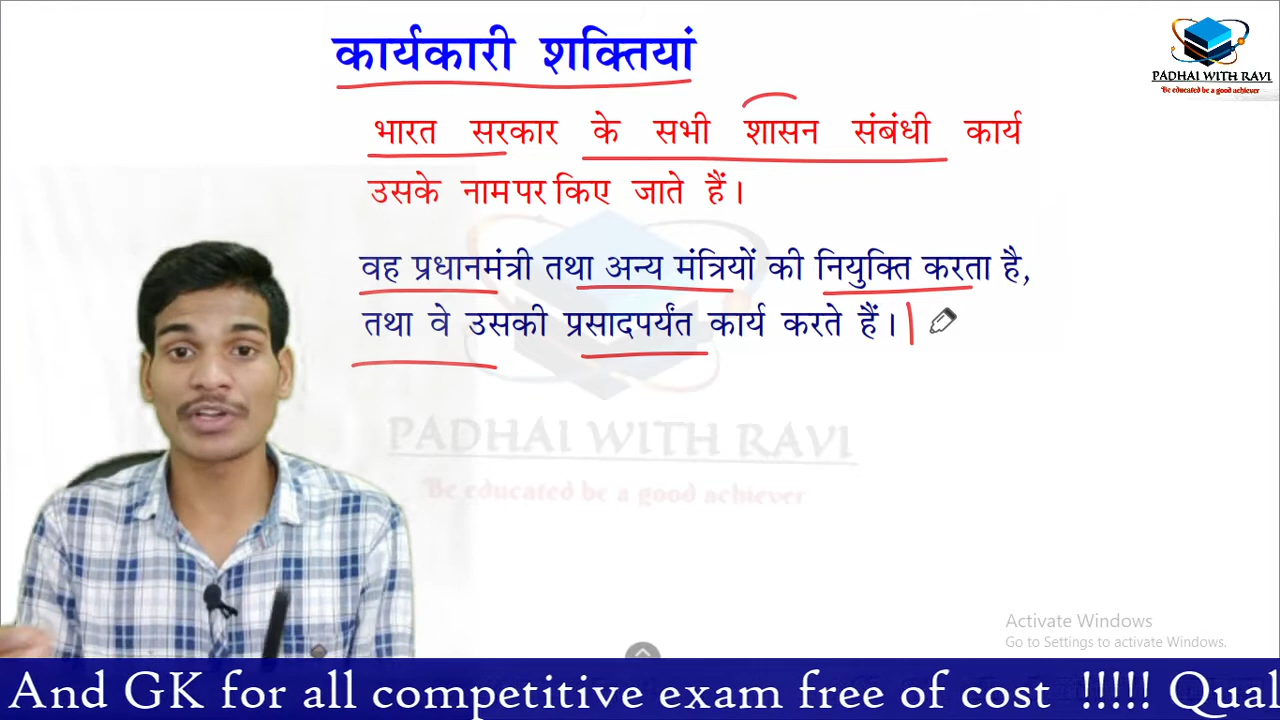 कार्यकारी शक्तियां
PADHAI WITH RAVI
Be educated be a good achiever
भारत सरकार के सभी शासन संबंधी कार्य
उसके नाम पर किए जाते हैं।
वह प्रधानमंत्री तथा अन्य मंत्रियों की नियुक्ति करता है,
तथा वे उसकी प्रसादपर्यंत कार्य करते हैं।
PADHAI WITH RAVI
Be educated be a good achiever
Activate Windows
Go to Settings to activate Windows.
And GK for all competitive exam free of cost !!!!! Qual